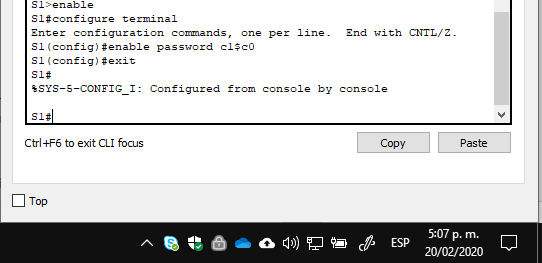 S1>enable
S1#configure terminal
Enter configuration commands, one per line.  End with CNTL/Z.
S1(config)#enable password c1$c0
S1(config)#exit
S1#
%SYS-5-CONFIG_I: Configured from console by console
S1#
Ctrl+F6 to exit CLI focus
Copy
Paste
Top
ESP
5:07 p. m.
20/02/2020